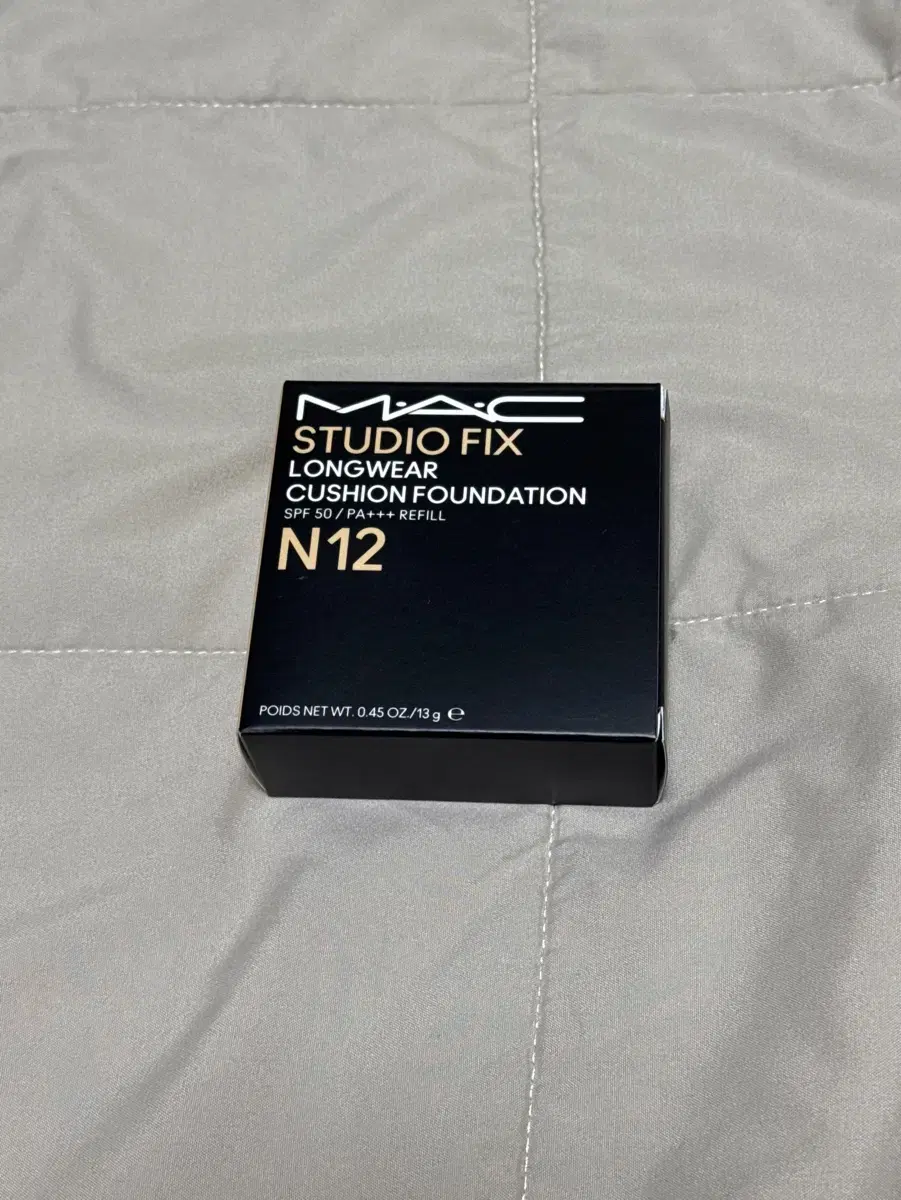 M·A·C
STUDIO FIX
LONGWEAR
CUSHION FOUNDATION
SPF 50 / PA+++ REFILL
N12
POIDS NET WT. 0.45 OZ./13 g ℮